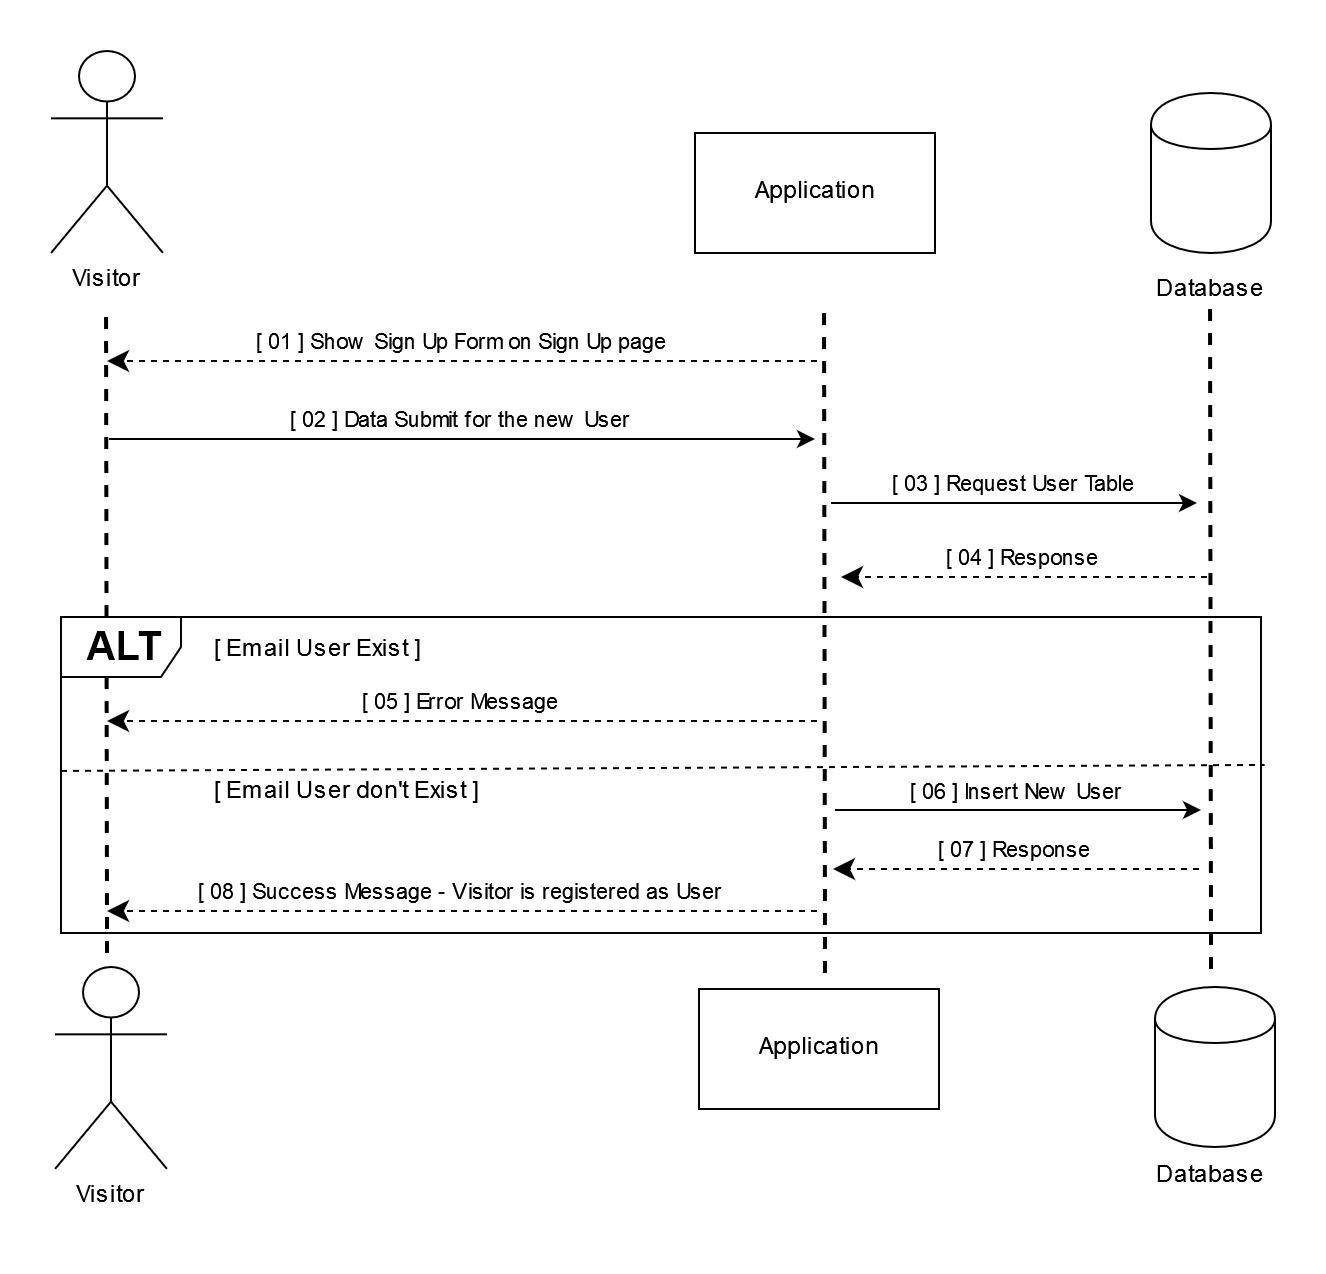 Visitor
Application
Database
[ 01 ] Show Sign Up Form on Sign Up page
[ 02 ] Data Submit for the new User
[ 03 ] Request User Table
[ 04 ] Response
ALT
[ Email User Exist ]
[ 05 ] Error Message
[ Email User don't Exist ]
[ 06 ] Insert New User
[ 07 ] Response
[ 08 ] Success Message - Visitor is registered as User
Application
Database
Visitor